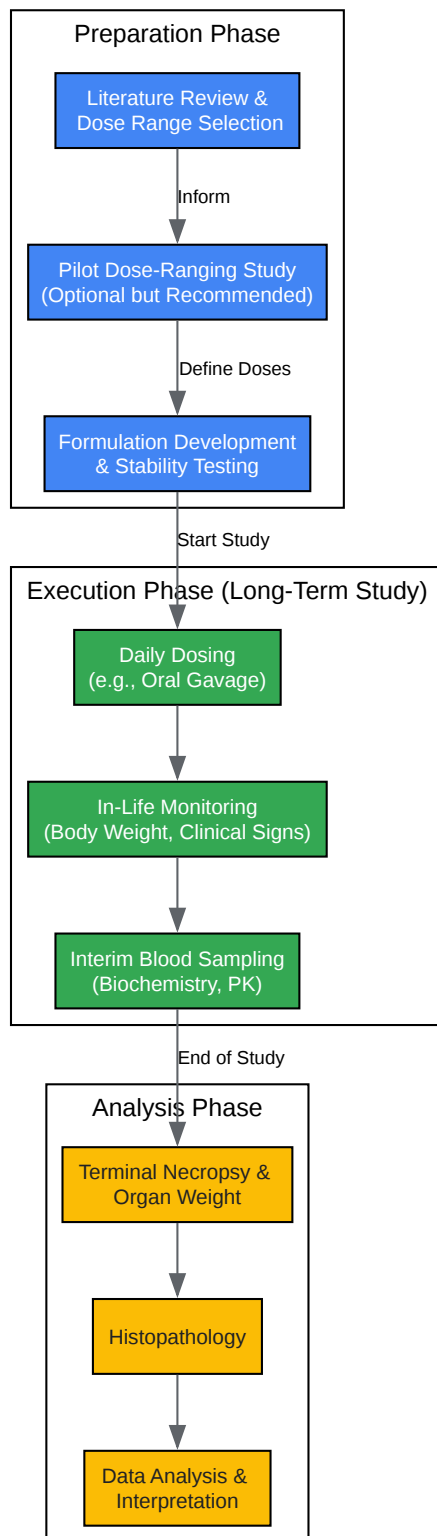 Preparation Phase
Literature Review &
Dose Range Selection
Inform
Pilot Dose-Ranging Study
(Optional but Recommended)
Define Doses
Formulation Development
& Stability Testing
Start Study
Execution Phase (Long-Term Study)
Daily Dosing
(e.g., Oral Gavage)
In-Life Monitoring
(Body Weight, Clinical Signs)
Interim Blood Sampling
(Biochemistry, PK)
End of Study
Analysis Phase
Terminal Necropsy &
Organ Weight
Histopathology
Data Analysis &
Interpretation